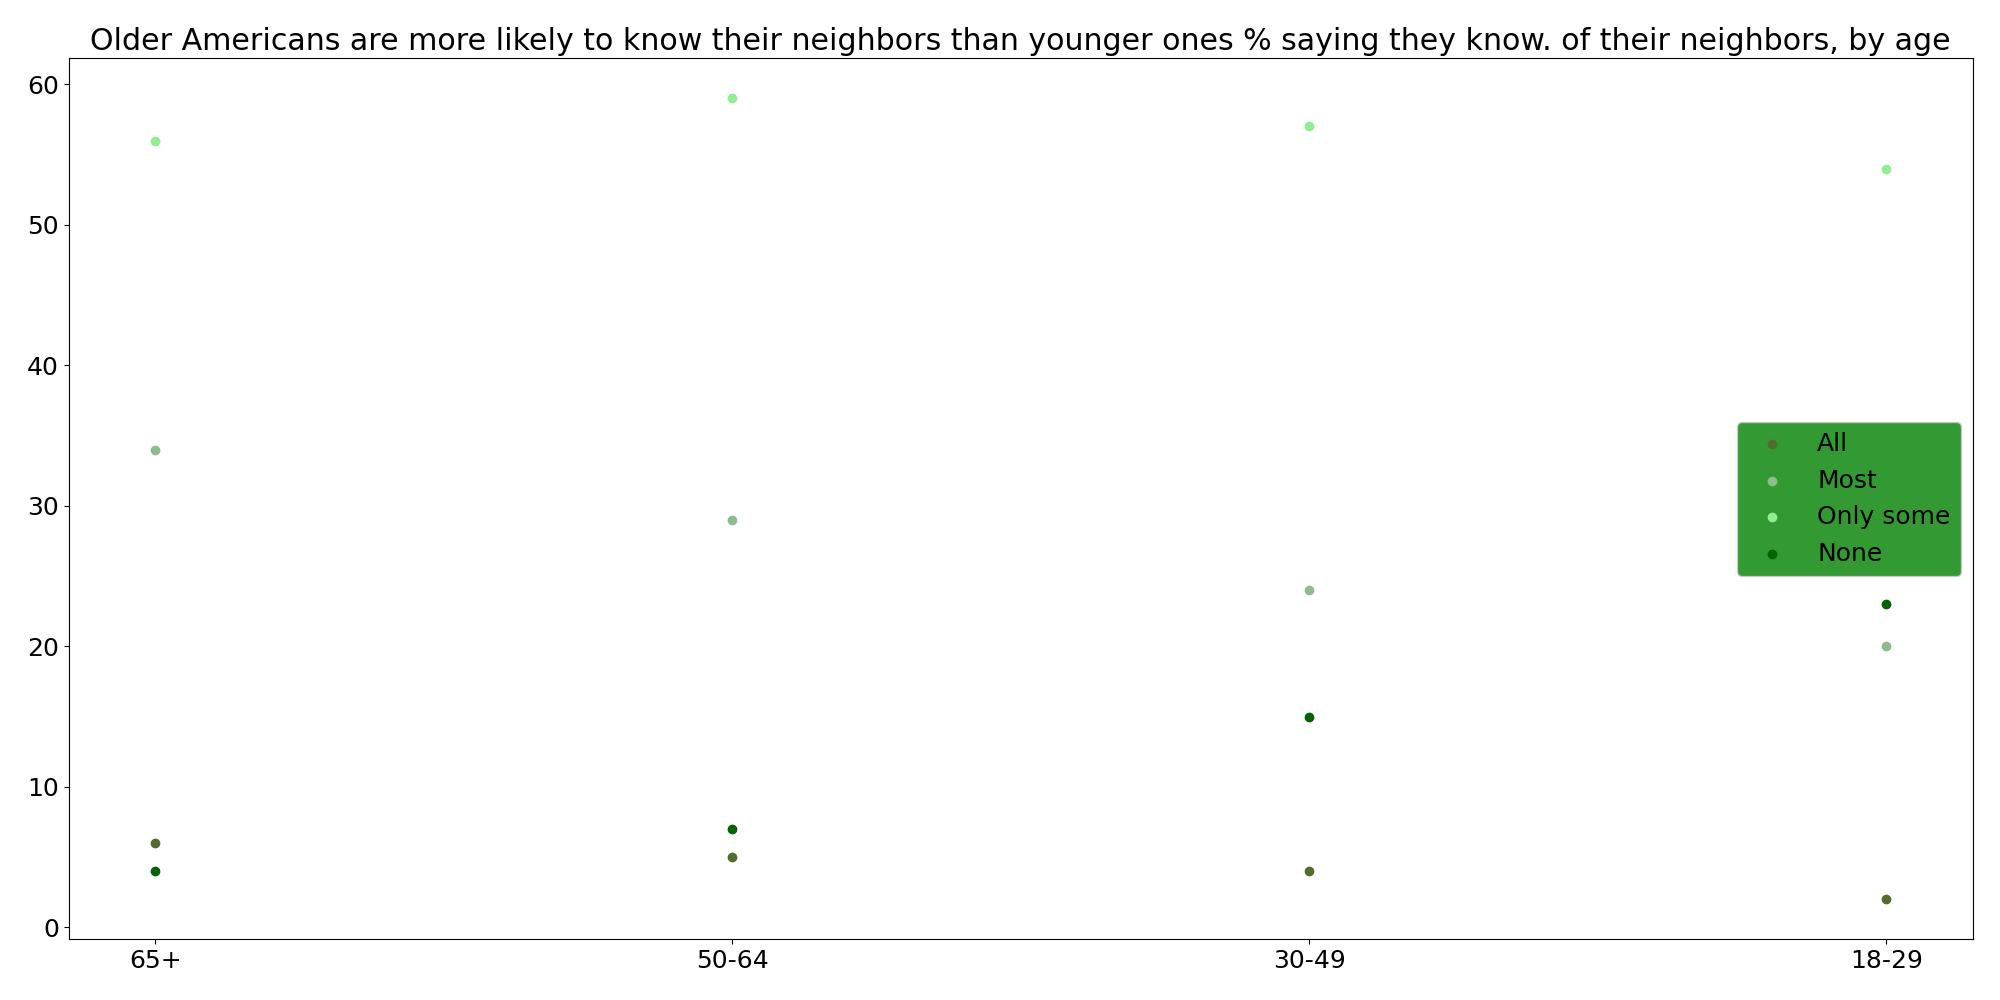 Older Americans are more likely to know their neighbors than younger ones % saying they know. of their neighbors, by age
60
50
40
30
20
10
0
All
Most
Only some
None
65+
50-64
30-49
18-29